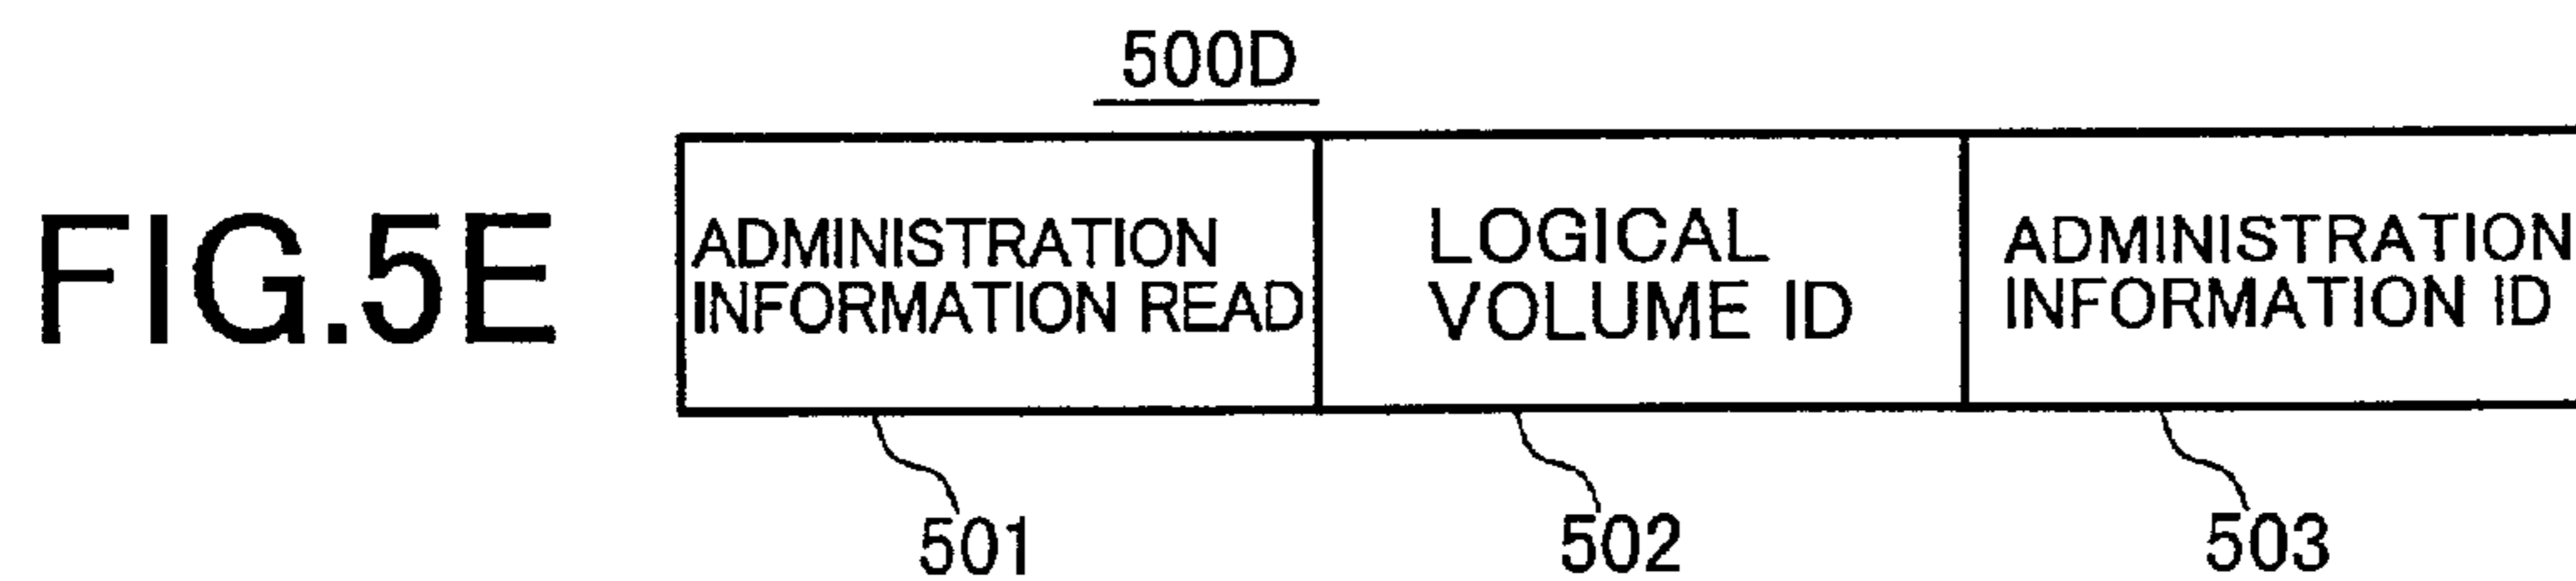 500D
FIG.5E
ADMINISTRATION
INFORMATION READ
LOGICAL
VOLUME ID
ADMINISTRATION
INFORMATION ID
501
502
503